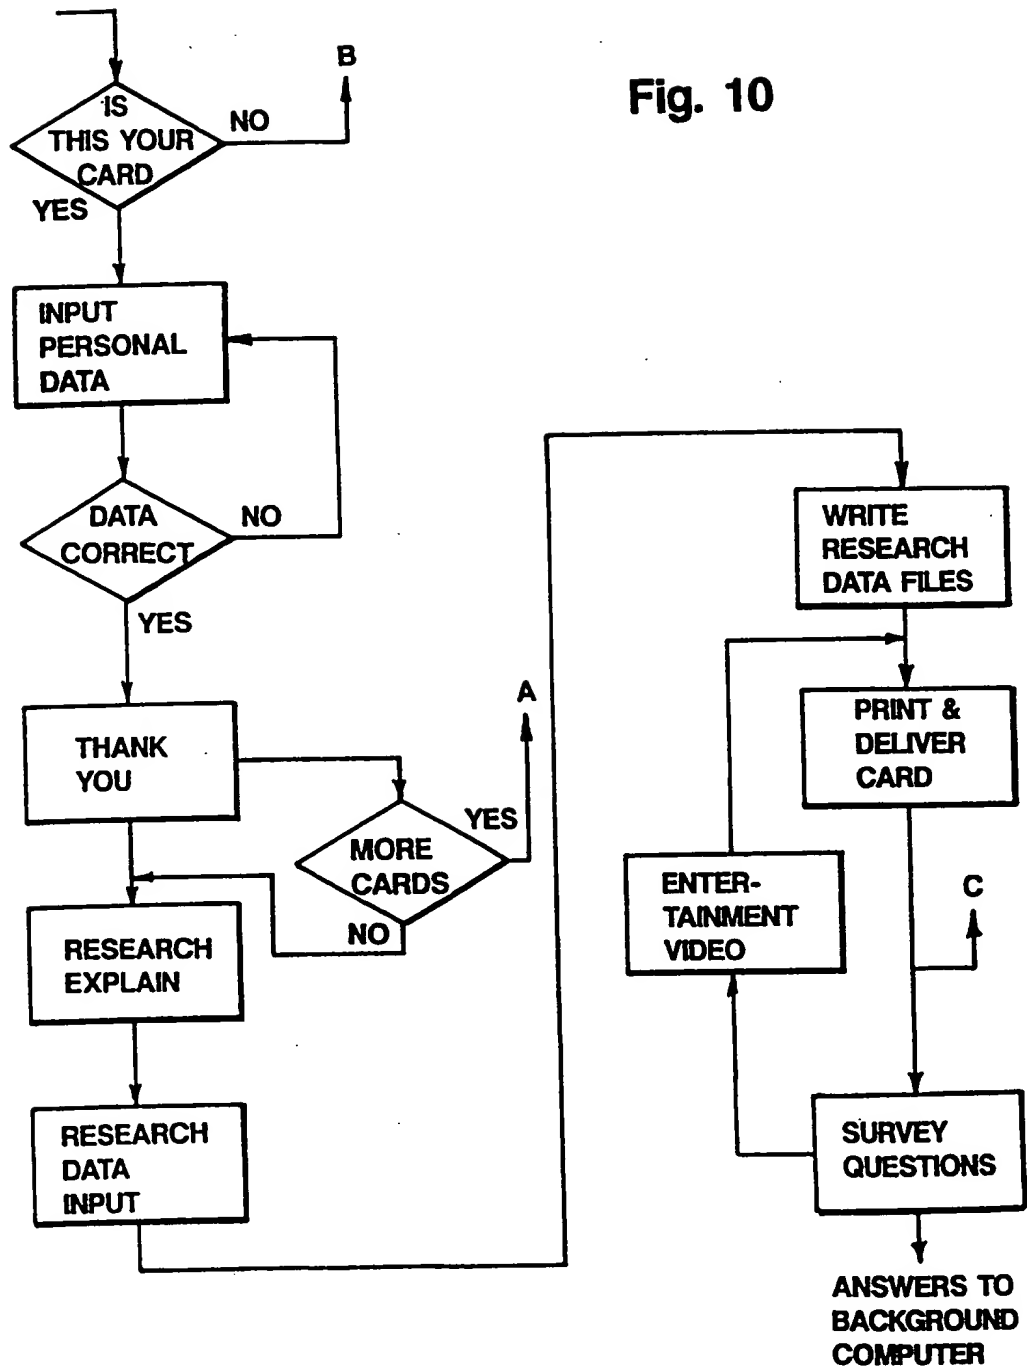 Fig. 10
IS
THIS YOUR
CARD
NO
B
YES
INPUT
PERSONAL
DATA
DATA
CORRECT
NO
YES
THANK
YOU
MORE
CARDS
YES
A
NO
RESEARCH
EXPLAIN
RESEARCH
DATA
INPUT
WRITE
RESEARCH
DATA FILES
PRINT &
DELIVER
CARD
ENTER-
TAINMENT
VIDEO
C
SURVEY
QUESTIONS
ANSWERS TO
BACKGROUND
COMPUTER